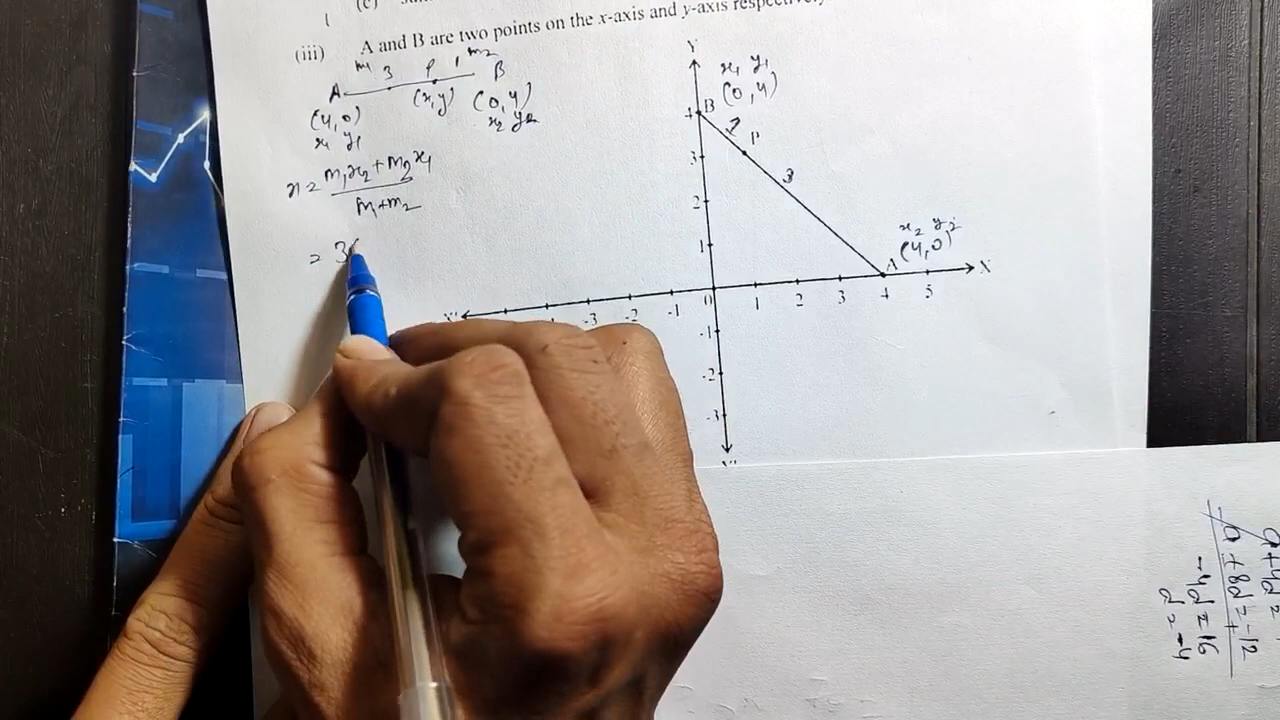 (c)
(iii) A and B are two points on the x-axis and y-axis respectively
m₁ 3 P 1 m₂
A B
(4,0) (x,y) (0,4)
x₁ y₁ x₂ y₂
x = m₁x₂ + m₂x₁
m₁+m₂
= 3
Y
x₁ y₁
(0,4)
4 B
1 P
3
3
2
x₂ y₂
1 (4,0)
A
X' -3 -2 -1 0 1 2 3 4 5 X
-1
-2
-3
Y'
a + 8d = -12
-4d = 16
d = -4